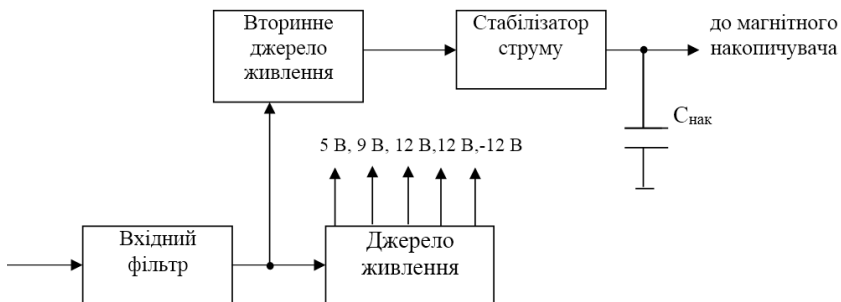 Вторинне
джерело
живлення
Стабілізатор
струму
до магнітного
накопичувача
Снак
5 В, 9 В, 12 В,12 В,-12 В
Вхідний
фільтр
Джерело
живлення